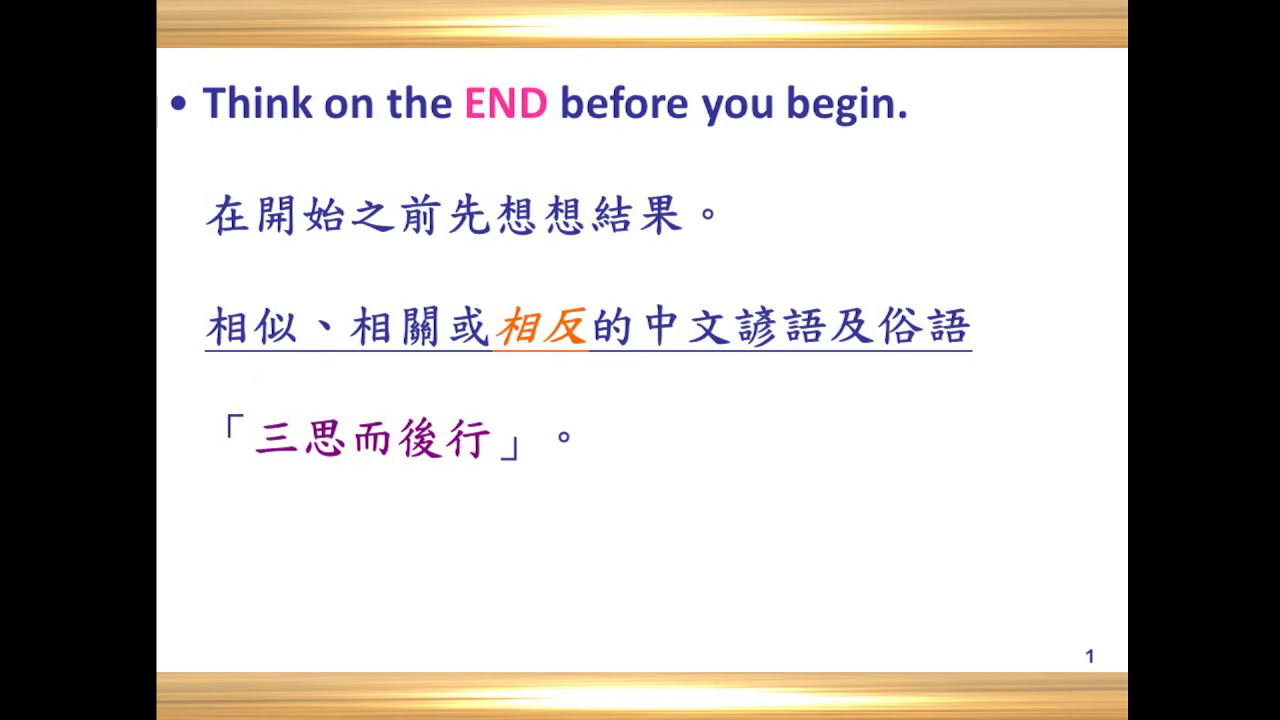 • Think on the END before you begin.
在開始之前先想想結果。
相似、相關或相反的中文諺語及俗語
「三思而後行」。
1